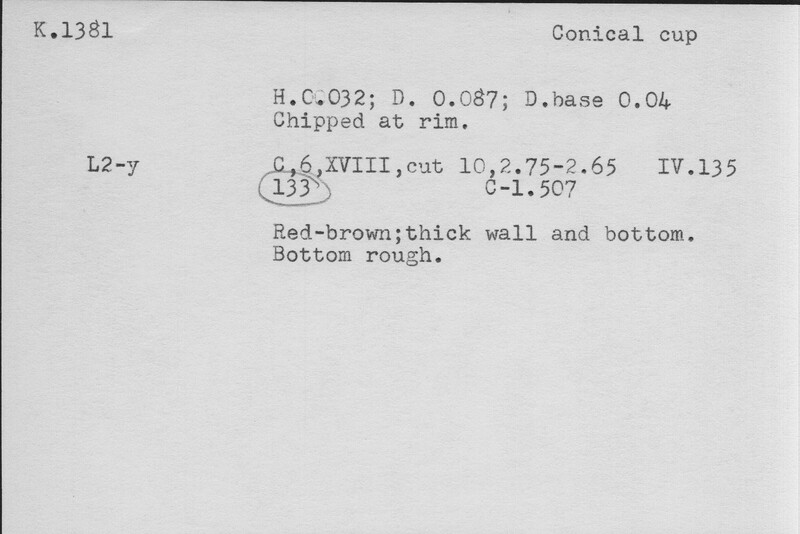 K.1381 Conical cup
H.0.032; D. 0.087; D.base 0.04
Chipped at rim.
L2-y C,6,XVIII,cut 10,2.75-2.65 IV.135
133 C-1.507
Red-brown;thick wall and bottom.
Bottom rough.